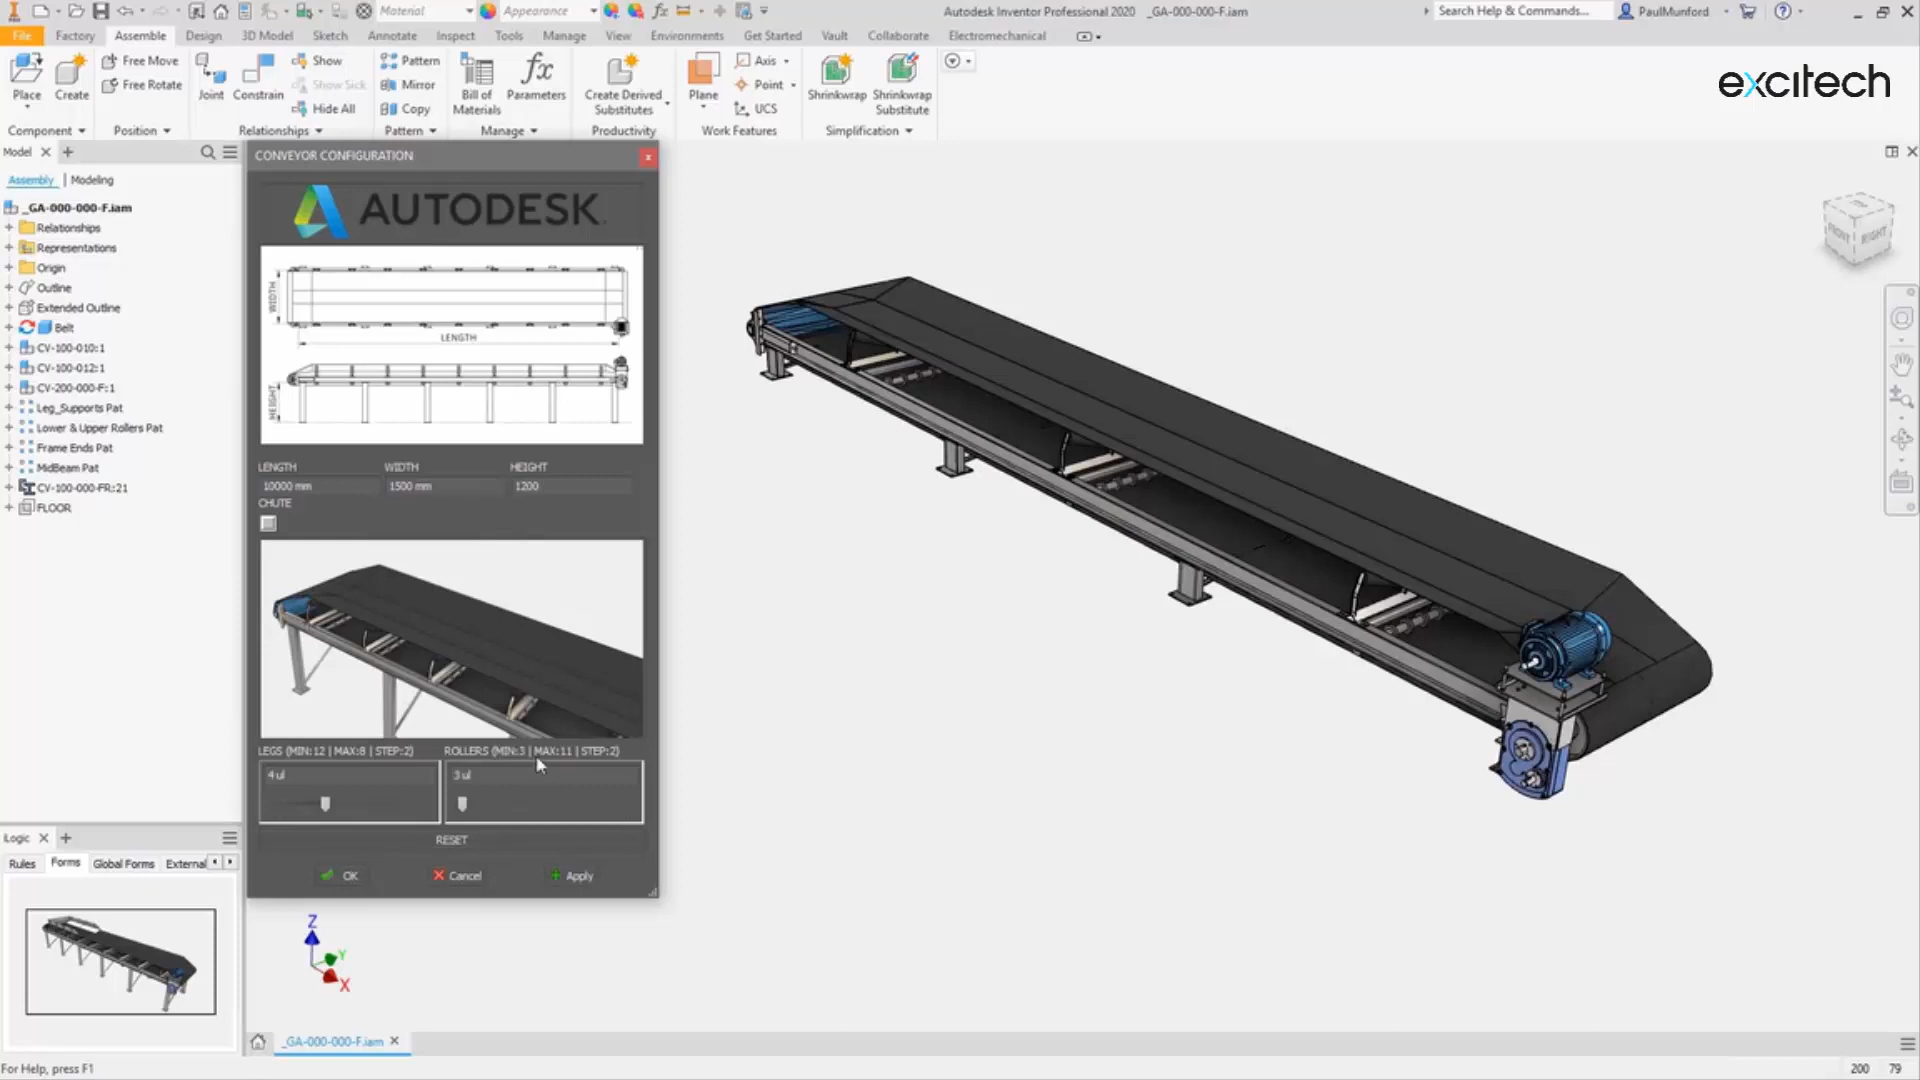 Material
Appearance
Autodesk Inventor Professional 2020 _GA-000-000-F.iam
Search Help & Commands...
PaulMunford
File Factory Assemble Design 3D Model Sketch Annotate Inspect Tools Manage View Environments Get Started Vault Collaborate Electromechanical
Place
Create
Free Move
Free Rotate
Joint
Constrain
Show
Show Sick
Hide All
Pattern
Mirror
Copy
Bill of
Materials
Parameters
Create Derived
Substitutes
Plane
Axis
Point
UCS
Shrinkwrap
Shrinkwrap
Substitute
Component Position Relationships Pattern Manage Productivity Work Features Simplification
excitech
Model
Assembly | Modeling
_GA-000-000-F.iam
Relationships
Representations
Origin
Outline
Extended Outline
Belt
CV-100-010:1
CV-100-012:1
CV-200-000-F:1
Leg_Supports Pat
Lower & Upper Rollers Pat
Frame Ends Pat
MidBeam Pat
CV-100-000-FR:21
FLOOR
CONVEYOR CONFIGURATION
AUTODESK
WIDTH
LENGTH
HEIGHT
LENGTH WIDTH HEIGHT
10000 mm 1500 mm 1200
CHUTE
LEGS (MIN:12 | MAX:8 | STEP:2) ROLLERS (MIN:3 | MAX:11 | STEP:2)
4 ul 3 ul
RESET
OK Cancel Apply
TOP
FRONT RIGHT
iLogic
Rules Forms Global Forms External
Z
Y
X
_GA-000-000-F.iam
For Help, press F1
200 79